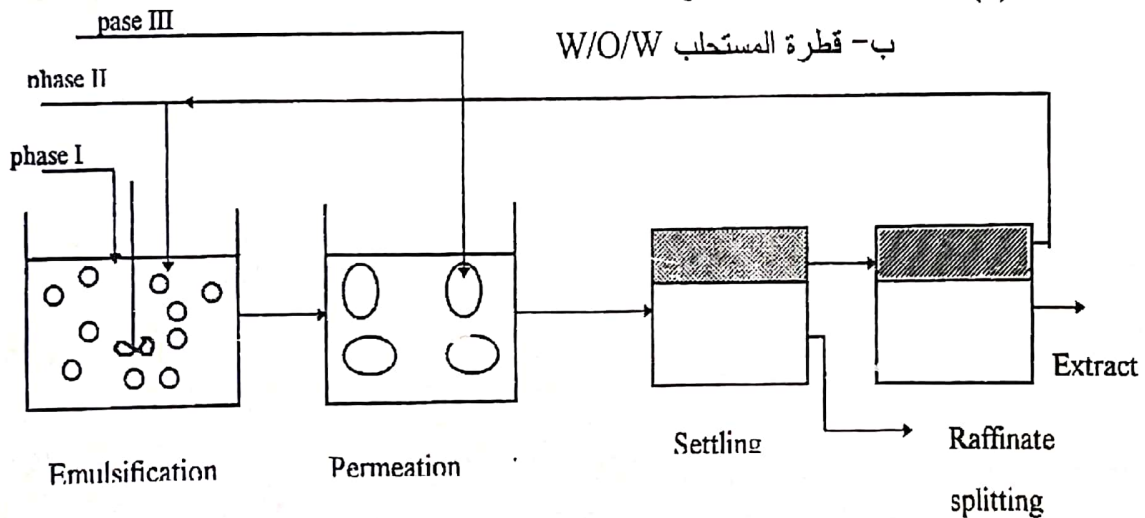 ب- قطرة المستحلب W/O/W
pase III
phase II
phase I
Extract
Emulsification
Permeation
Settling
Raffinate
splitting